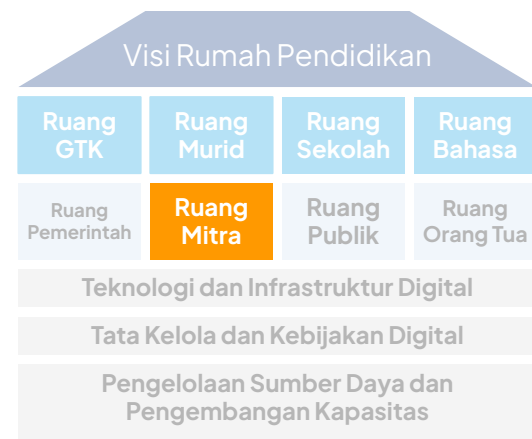 Visi Rumah Pendidikan
Ruang
GTK
Ruang
Murid
Ruang
Sekolah
Ruang
Bahasa
Ruang
Pemerintah
Ruang
Mitra
Ruang
Publik
Ruang
Orang Tua
Teknologi dan Infrastruktur Digital
Tata Kelola dan Kebijakan Digital
Pengelolaan Sumber Daya dan
Pengembangan Kapasitas